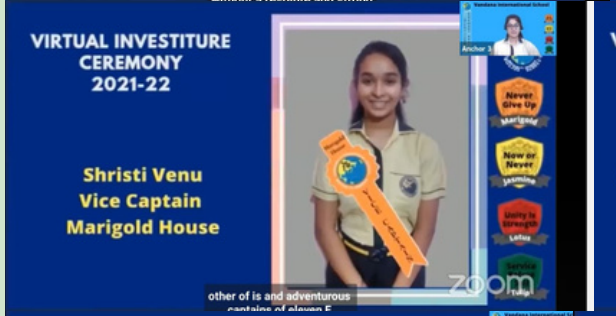 VIRTUAL INVESTITURE
CEREMONY
2021-22
Shristi Venu
Vice Captain
Marigold House
Vandana International School
Anchor 3
Never
Give Up
Marigold
Now or
Never
Jasmine
Unity is
Strength
Lotus
Service
Tulip
Marigold
House
other of is and adventurous
captains of eleven E
zoom